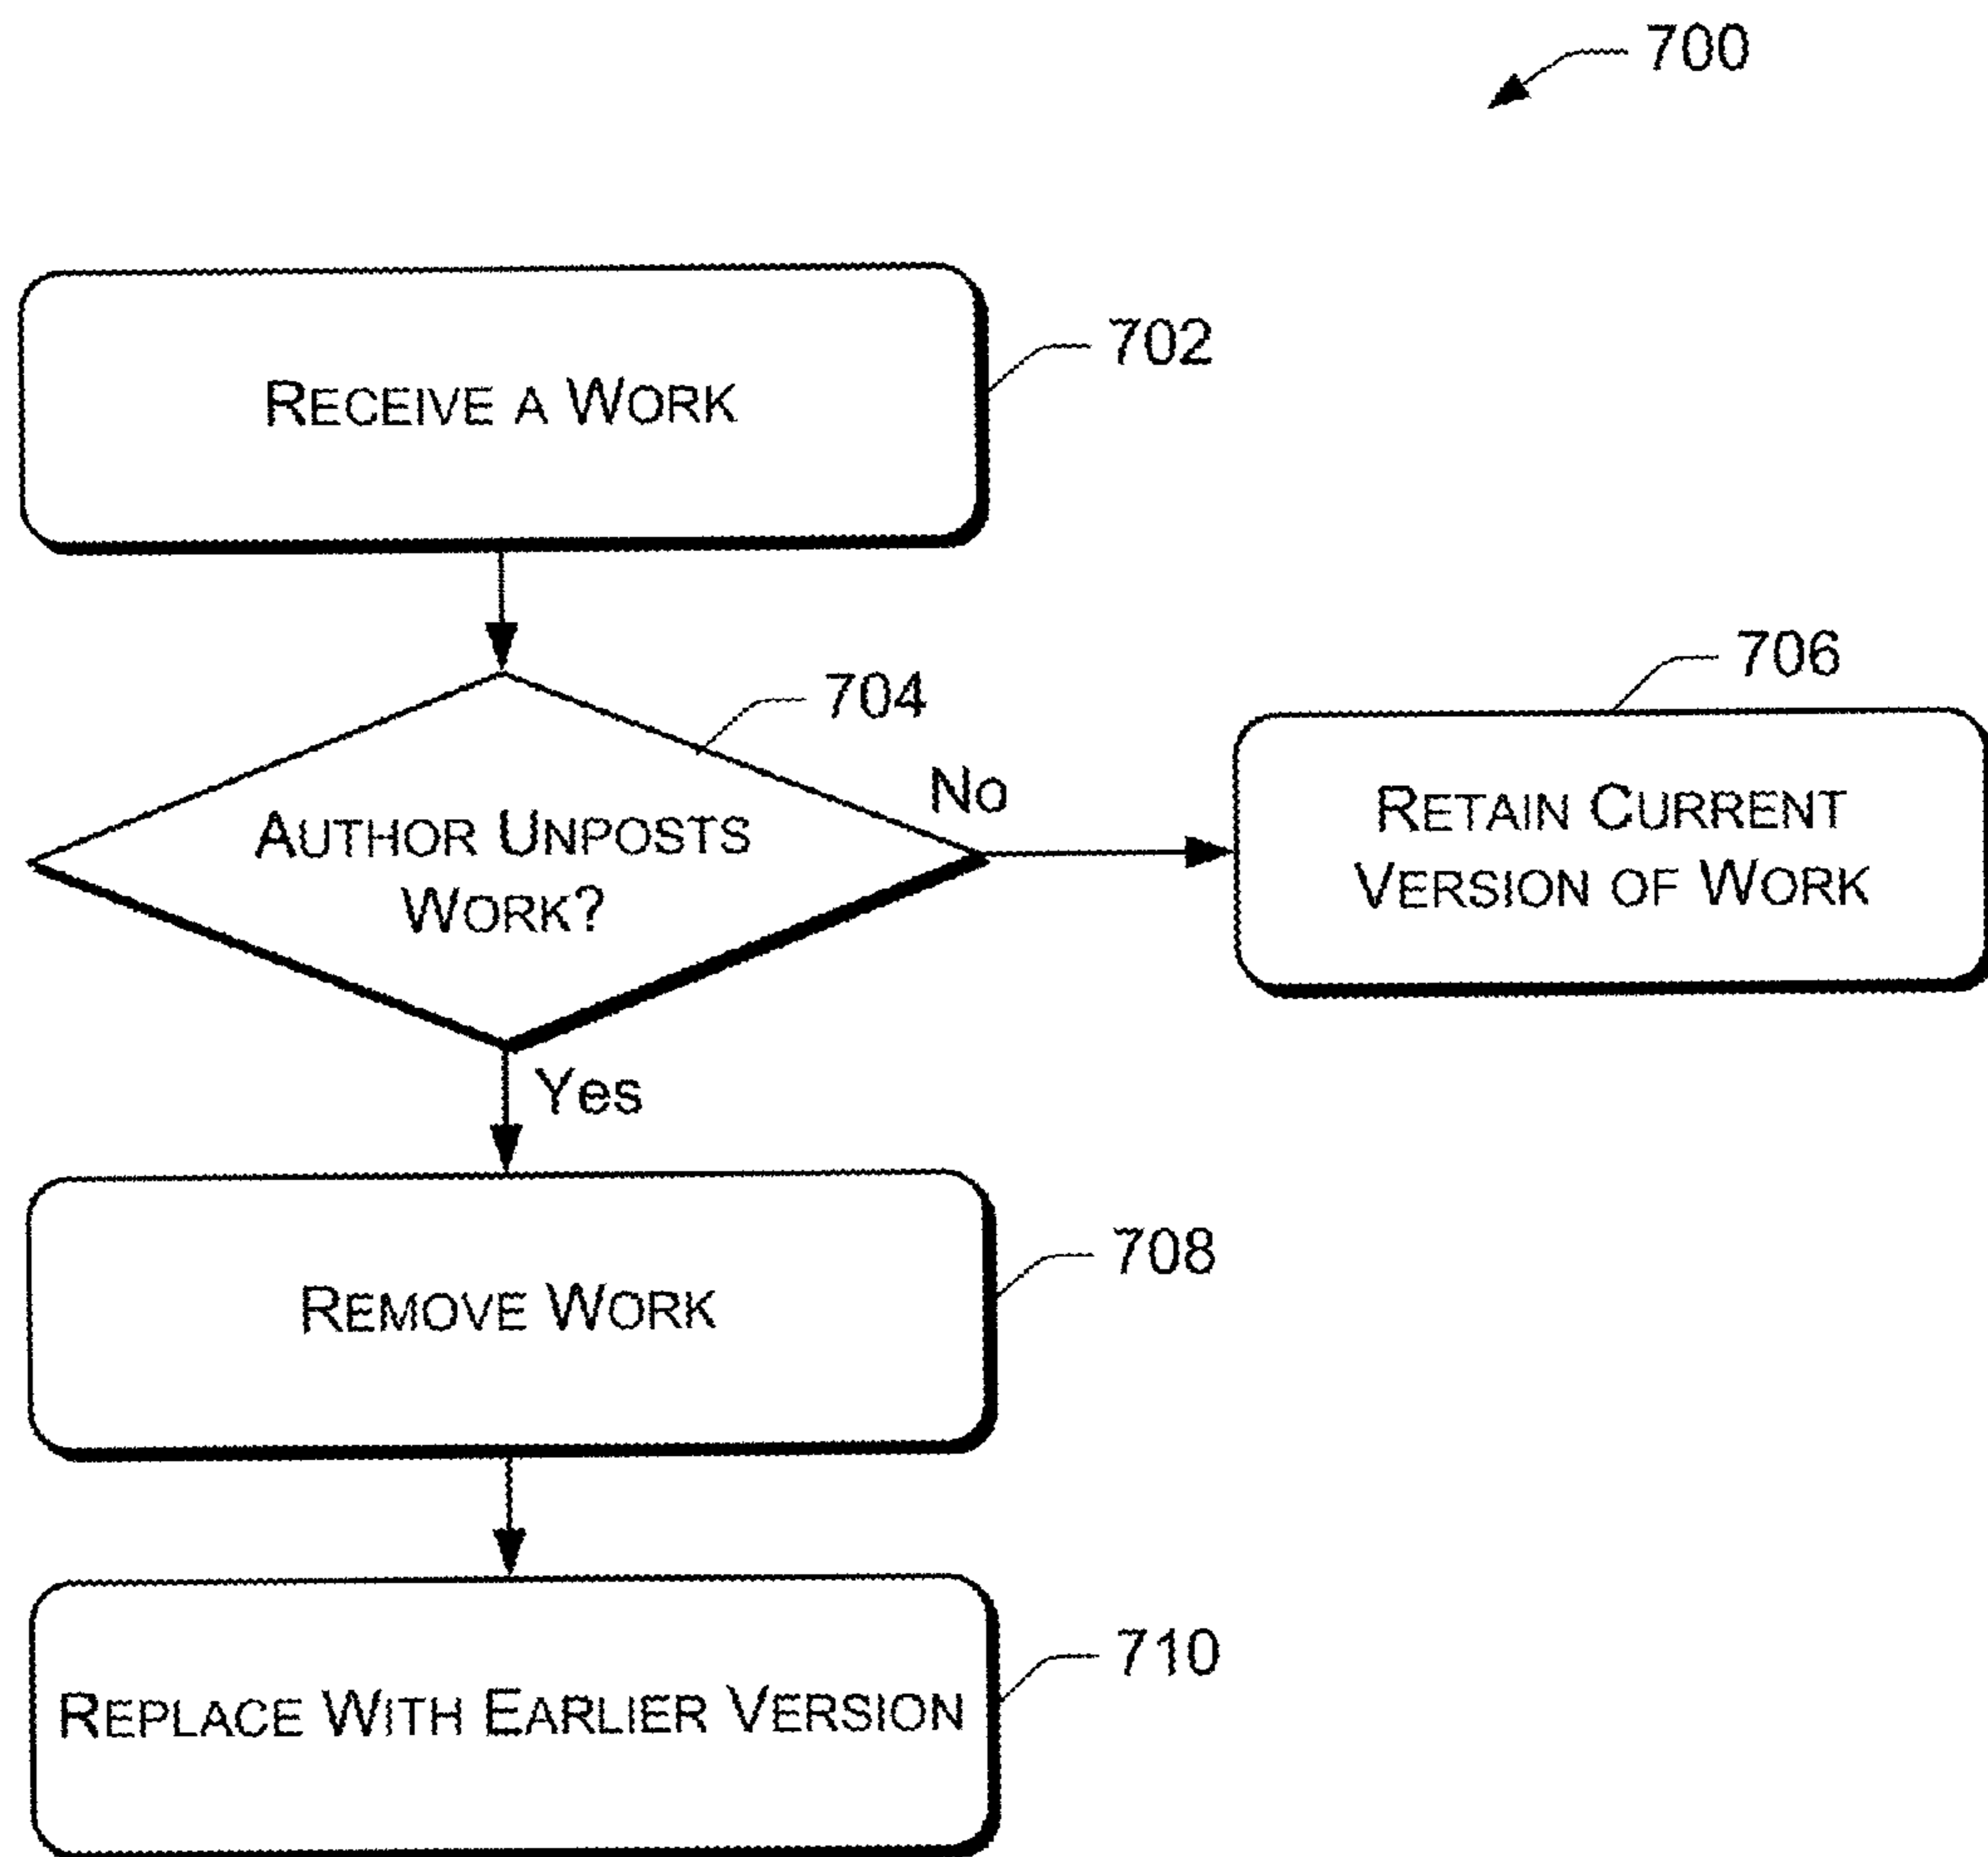 700
RECEIVE A WORK
702
704
706
AUTHOR UNPOSTS
WORK?
No
RETAIN CURRENT
VERSION OF WORK
Yes
REMOVE WORK
708
REPLACE WITH EARLIER VERSION
710